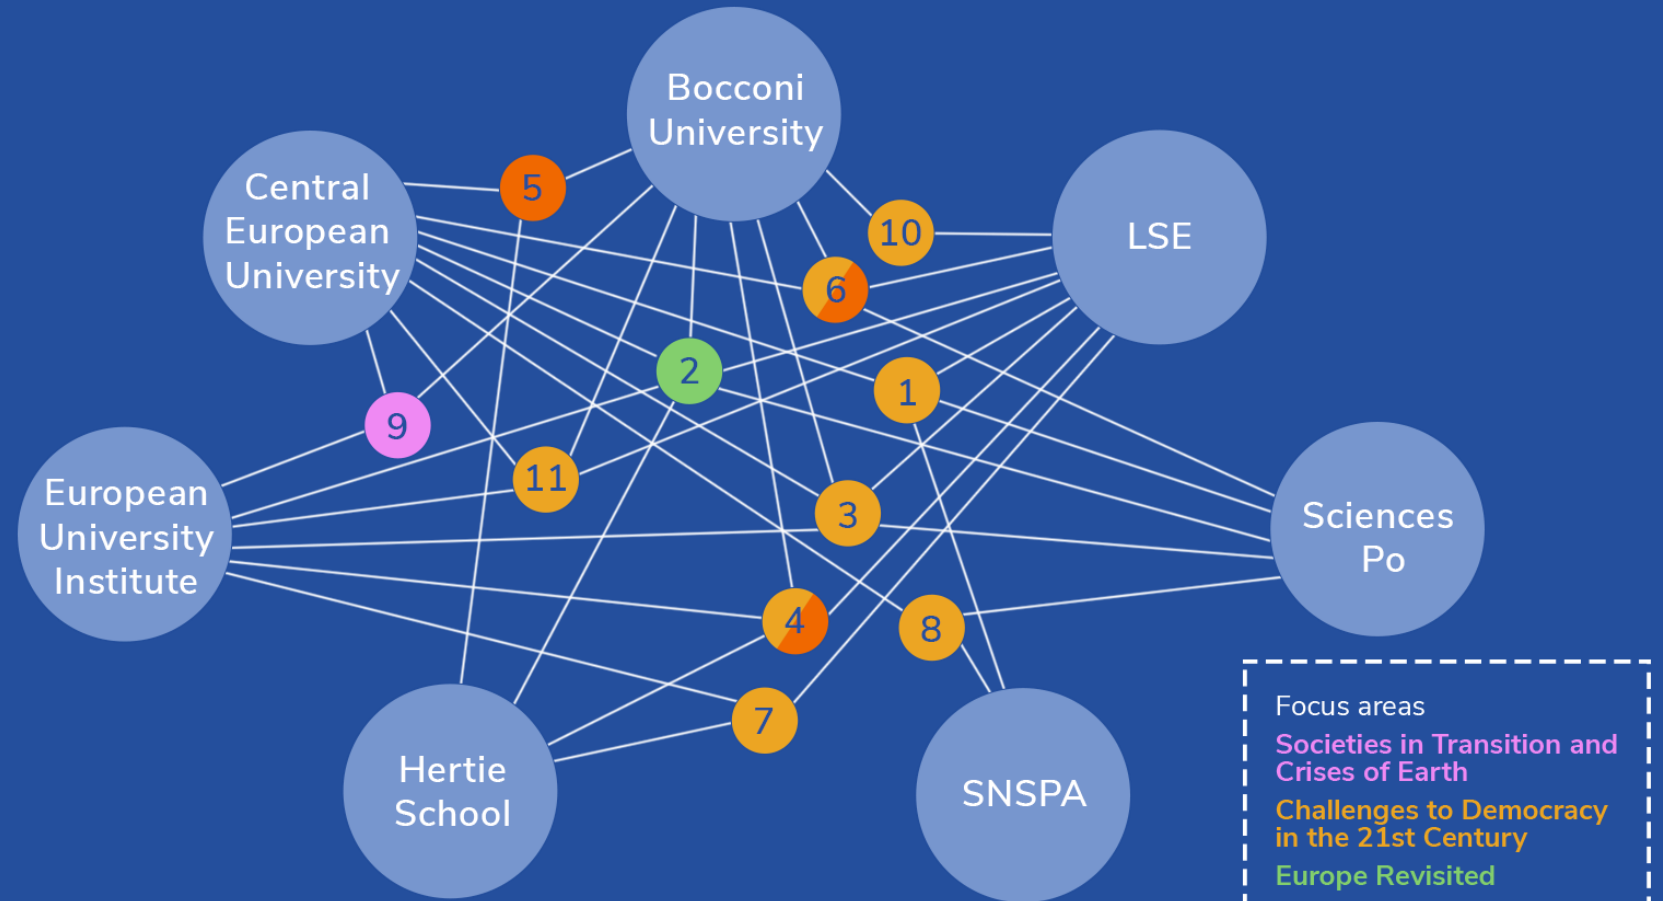 Bocconi
University
Central
European
University
LSE
5
10
6
2
1
9
11
European
University
Institute
3
Sciences
Po
4
8
7
Hertie
School
SNSPA
Focus areas
Societies in Transition and
Crises of Earth
Challenges to Democracy
in the 21st Century
Europe Revisited